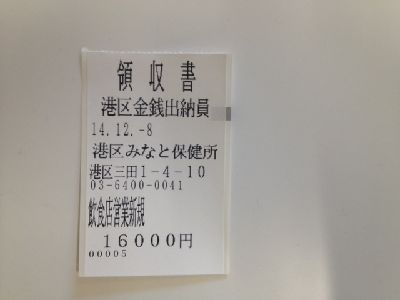 領収書
港区金銭出納員
14.12.-8
港区みなと保健所
港区三田1-4-10
03-6400-0041
飲食店営業新規
16000円
00005